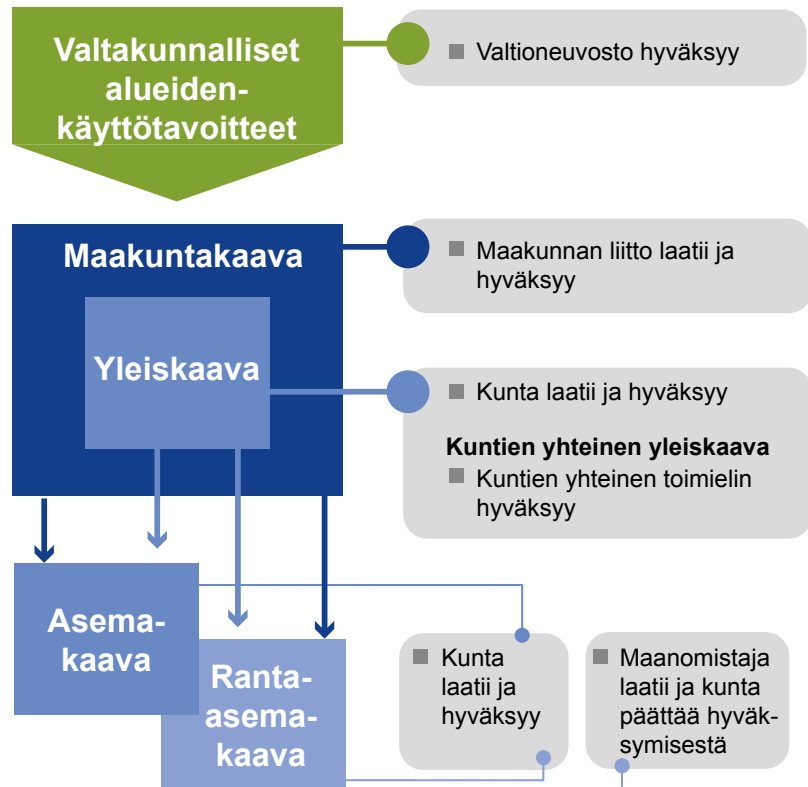 Valtakunnalliset
alueiden-
käyttötavoitteet
Valtioneuvosto hyväksyy
Maakuntakaava
Maakunnan liitto laatii ja
hyväksyy
Yleiskaava
Kunta laatii ja hyväksyy
Kuntien yhteinen yleiskaava
Kuntien yhteinen toimielin
hyväksyy
Asema-
kaava
Ranta-
asema-
kaava
Kunta
laatii ja
hyväksyy
Maanomistaja
laatii ja kunta
päättää hyväk-
symisestä